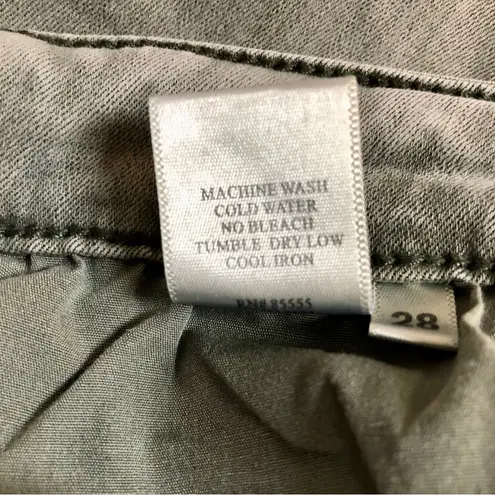 MACHINE WASH
COLD WATER
NO BLEACH
TUMBLE DRY LOW
COOL IRON
RN# 85555
28